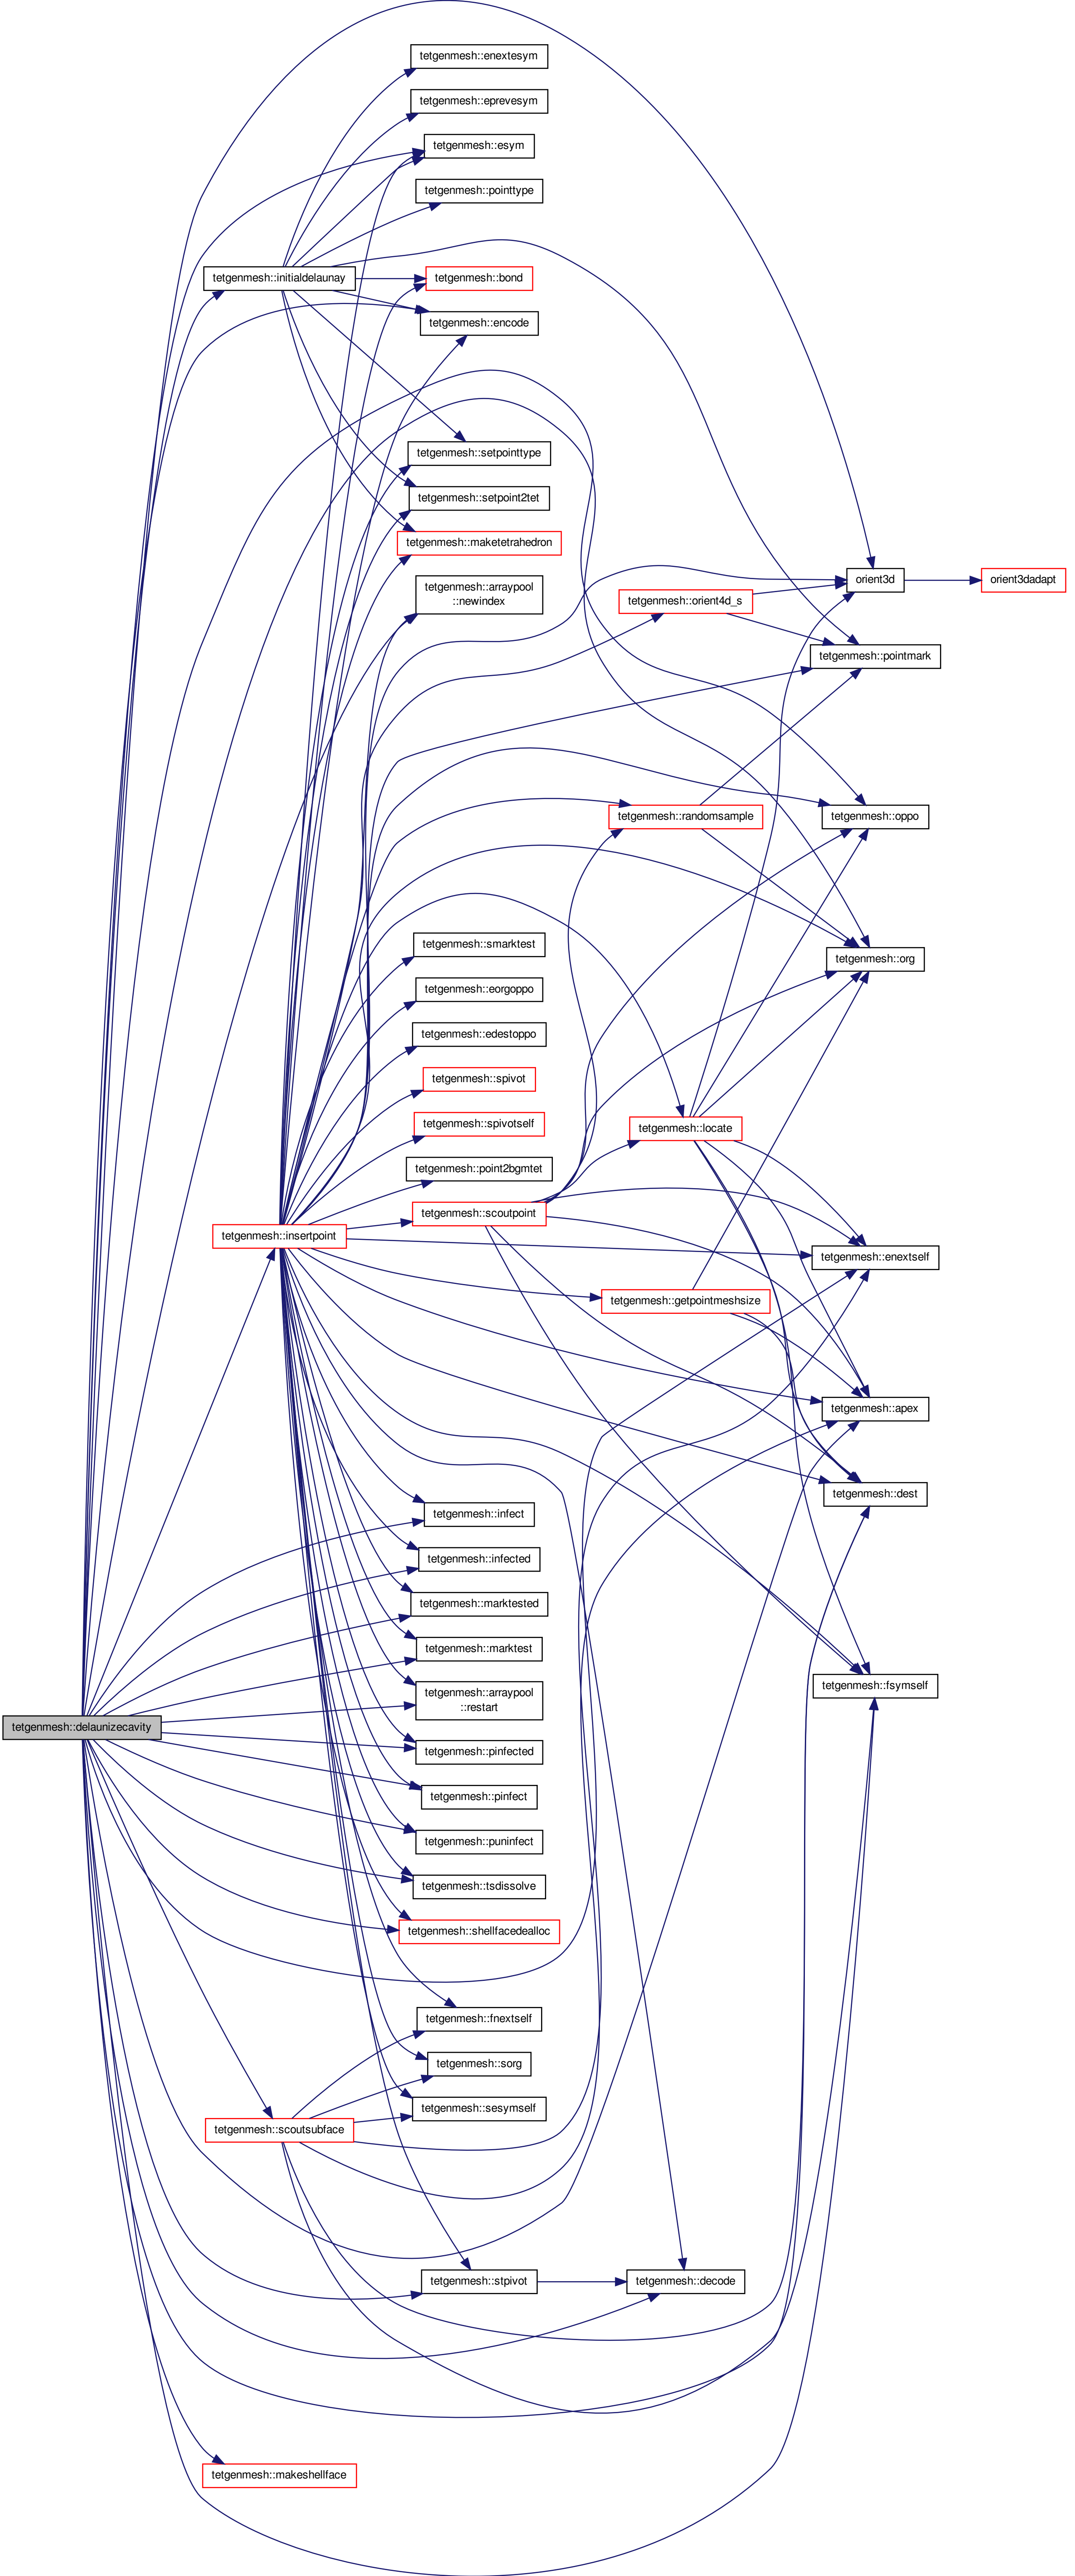 tetgenmesh::enextesym
tetgenmesh::eprevesym
tetgenmesh::esym
tetgenmesh::pointtype
tetgenmesh::initialdelaunay
tetgenmesh::bond
tetgenmesh::encode
tetgenmesh::setpointtype
tetgenmesh::setpoint2tet
tetgenmesh::maketetrahedron
orient3d
orient3dadapt
tetgenmesh::arraypool
::newindex
tetgenmesh::orient4d_s
tetgenmesh::pointmark
tetgenmesh::randomsample
tetgenmesh::oppo
tetgenmesh::smarktest
tetgenmesh::org
tetgenmesh::eorgoppo
tetgenmesh::edestoppo
tetgenmesh::spivot
tetgenmesh::spivotself
tetgenmesh::locate
tetgenmesh::point2bgmtet
tetgenmesh::scoutpoint
tetgenmesh::insertpoint
tetgenmesh::enextself
tetgenmesh::getpointmeshsize
tetgenmesh::apex
tetgenmesh::dest
tetgenmesh::infect
tetgenmesh::infected
tetgenmesh::marktested
tetgenmesh::marktest
tetgenmesh::fsymself
tetgenmesh::arraypool
::restart
tetgenmesh::delaunizecavity
tetgenmesh::pinfected
tetgenmesh::pinfect
tetgenmesh::puninfect
tetgenmesh::tsdissolve
tetgenmesh::shellfacedealloc
tetgenmesh::fnextself
tetgenmesh::sorg
tetgenmesh::sesymself
tetgenmesh::scoutsubface
tetgenmesh::stpivot
tetgenmesh::decode
tetgenmesh::makeshellface